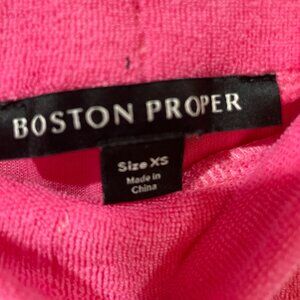 BOSTON PROPER
Size XS
Made in
China